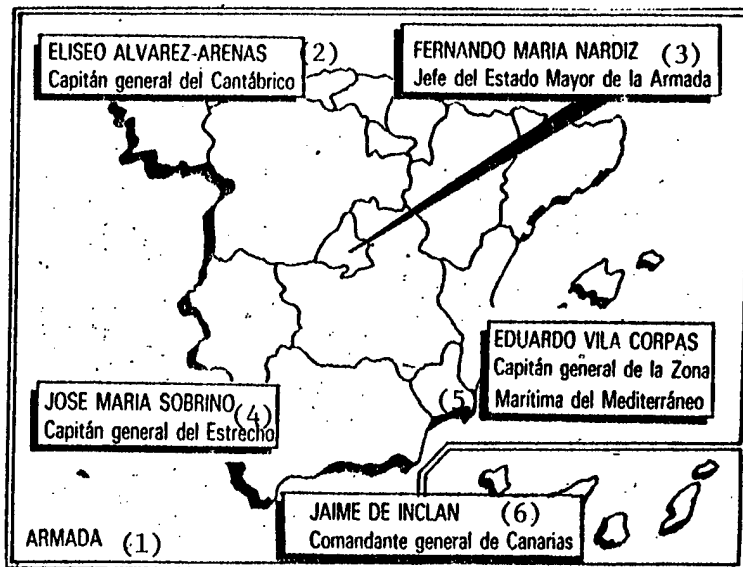 ELISEO ALVAREZ-ARENAS (2)
Capitán general del Cantábrico
FERNANDO MARIA NARDIZ (3)
Jefe del Estado Mayor de la Armada
EDUARDO VILA CORPAS
Capitán general de la Zona
Marítima del Mediterráneo
(5)
JOSE MARIA SOBRINO (4)
Capitán general del Estrecho
JAIME DE INCLAN (6)
Comandante general de Canarias
ARMADA (1)